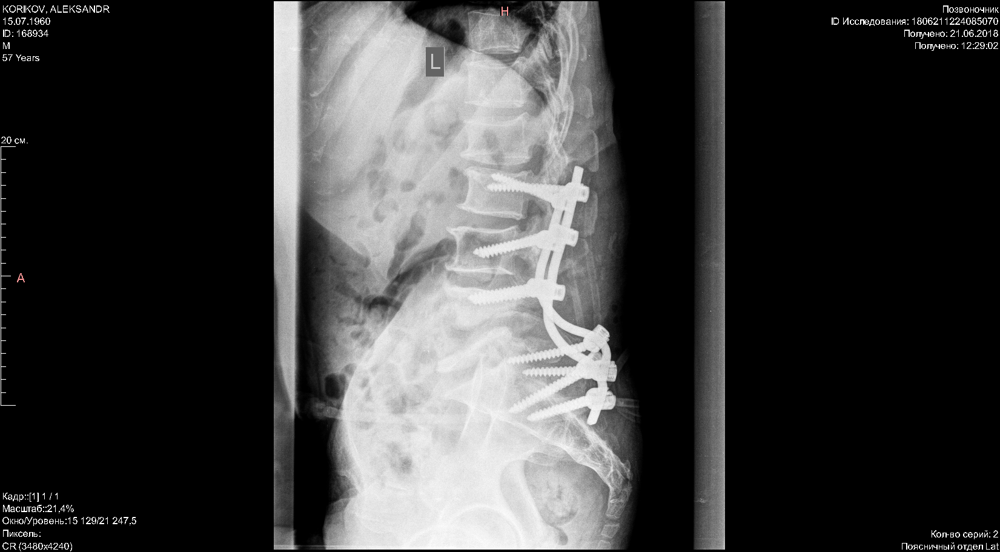 KORIKOV, ALEKSANDR
15.07.1960
ID: 168934
M
57 Years
Позвоночник
ID Исследования: 1806211224085070
Получено: 21.06.2018
Получено: 12:29:02
H
L
20 см.
A
Кадр::[1] 1 / 1
Масштаб::21,4%
Окно/Уровень:15 129/21 247,5
Пиксель:
CR (3480x4240)
Кол-во серий: 2
Поясничный отдел Lat